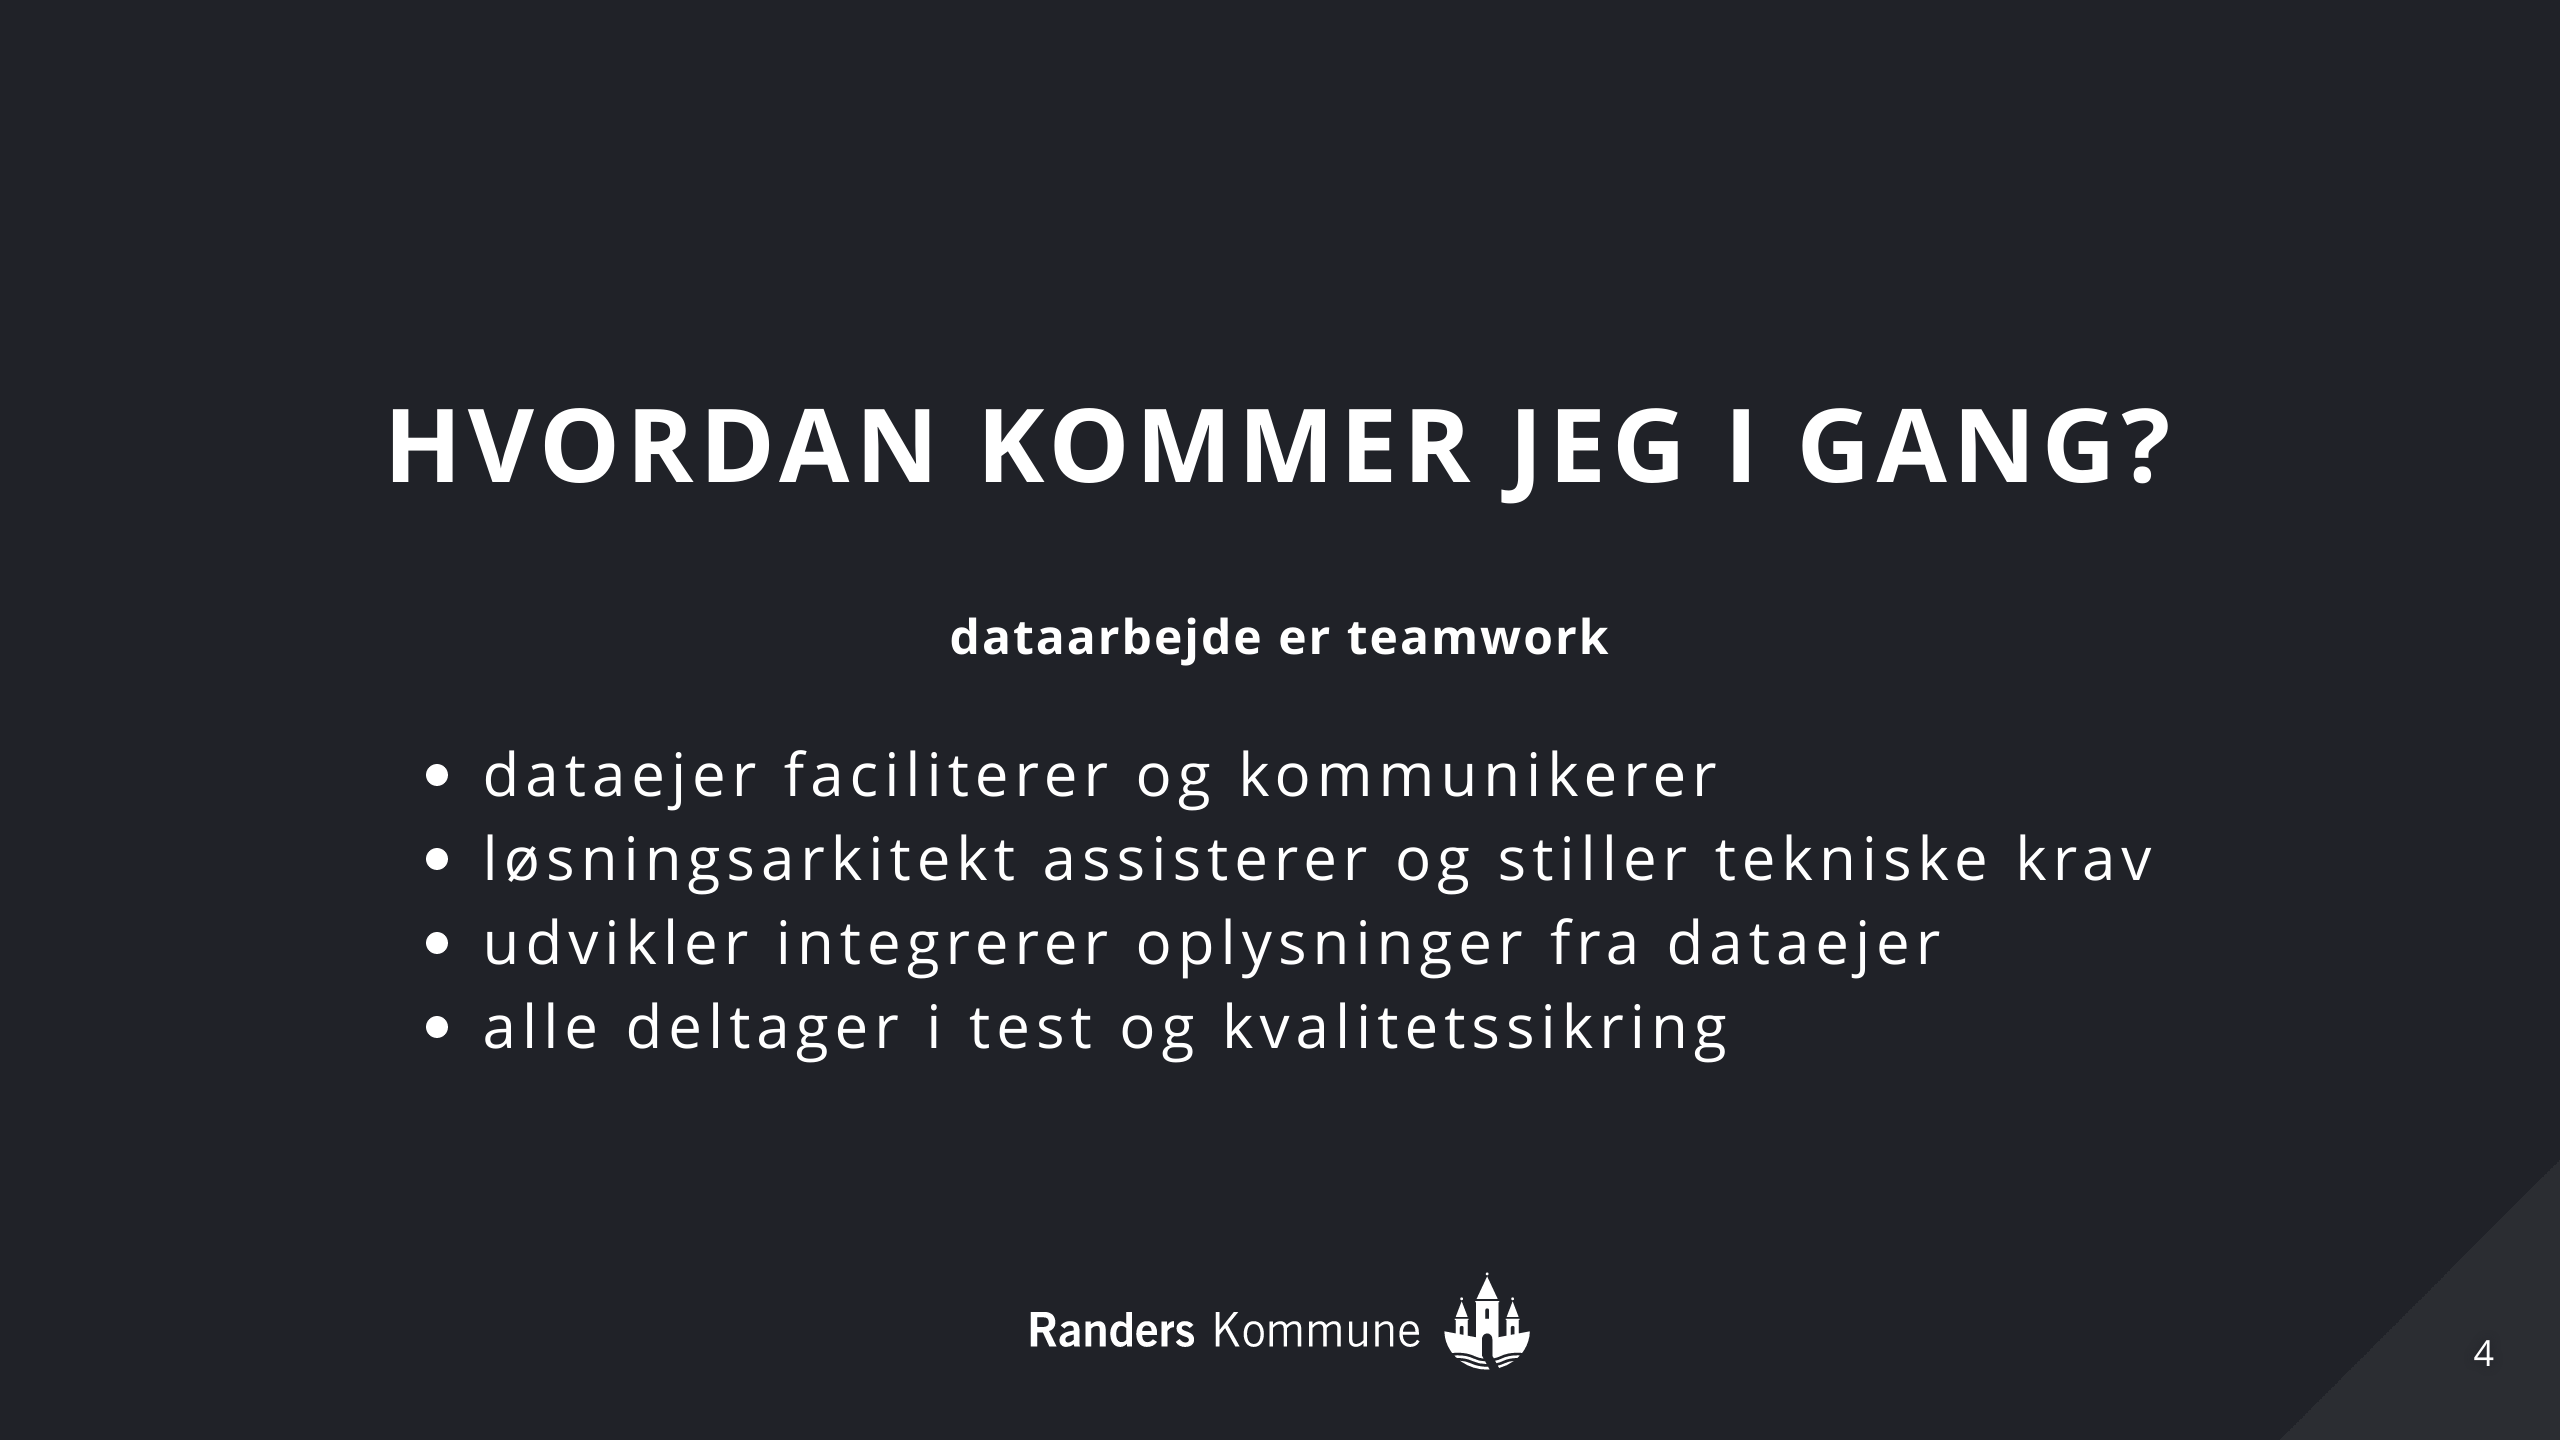 HVORDAN KOMMER JEG I GANG?
dataarbejde er teamwork
• dataejer faciliterer og kommunikerer
• løsningsarkitekt assisterer og stiller tekniske krav
• udvikler integrerer oplysninger fra dataejer
• alle deltager i test og kvalitetssikring
Randers Kommune
4